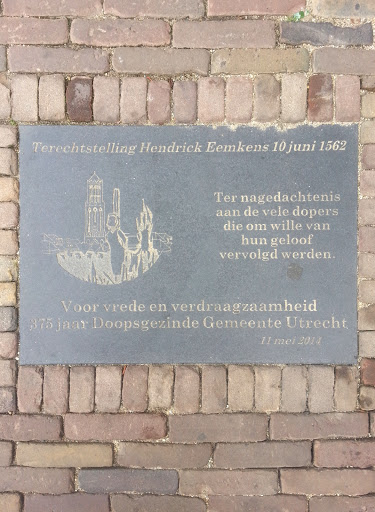 Terechtstelling Hendrick Eemkens 10 juni 1562
Ter nagedachtenis
aan de vele dopers
die om wille van
hun geloof
vervolgd werden.
Voor vrede en verdraagzaamheid
375 jaar Doopsgezinde Gemeente Utrecht
11 mei 2014